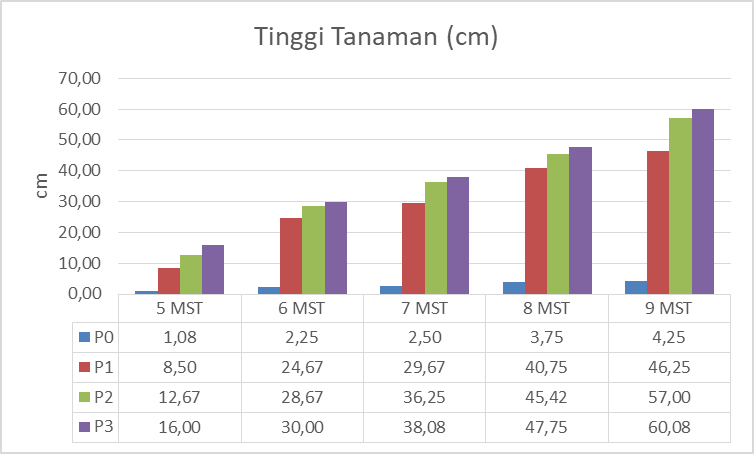 Tinggi Tanaman (cm)
70,00
60,00
50,00
40,00
30,00
20,00
10,00
0,00
cm
5 MST 6 MST 7 MST 8 MST 9 MST
P0 1,08 2,25 2,50 3,75 4,25
P1 8,50 24,67 29,67 40,75 46,25
P2 12,67 28,67 36,25 45,42 57,00
P3 16,00 30,00 38,08 47,75 60,08